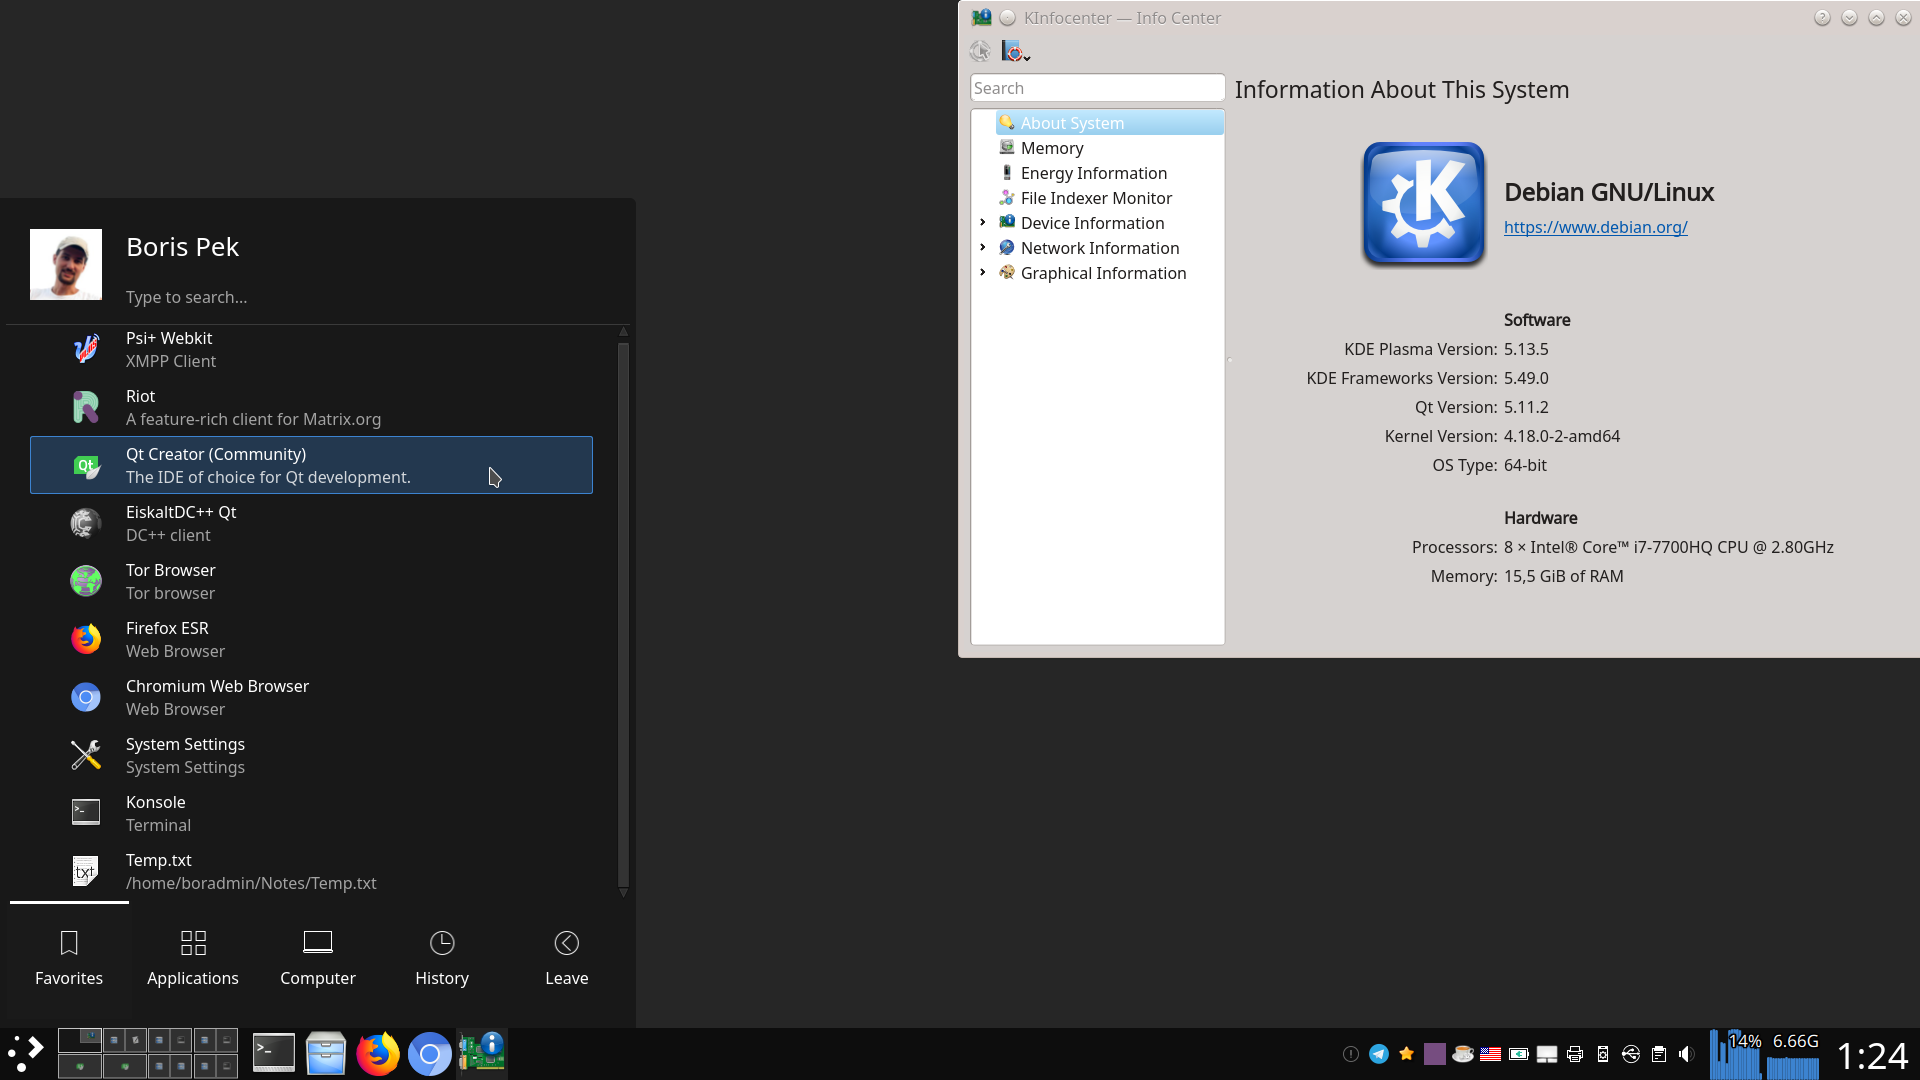 Boris Pek
Type to search...
Psi+ Webkit
XMPP Client
Riot
A feature-rich client for Matrix.org
Qt Creator (Community)
The IDE of choice for Qt development.
EiskaltDC++ Qt
DC++ client
Tor Browser
Tor browser
Firefox ESR
Web Browser
Chromium Web Browser
Web Browser
System Settings
System Settings
Konsole
Terminal
Temp.txt
/home/boradmin/Notes/Temp.txt
Favorites
Applications
Computer
History
Leave
KInfocenter — Info Center
Search
About System
Memory
Energy Information
File Indexer Monitor
Device Information
Network Information
Graphical Information
Information About This System
Debian GNU/Linux
https://www.debian.org/
Software
KDE Plasma Version: 5.13.5
KDE Frameworks Version: 5.49.0
Qt Version: 5.11.2
Kernel Version: 4.18.0-2-amd64
OS Type: 64-bit
Hardware
Processors: 8 × Intel® Core™ i7-7700HQ CPU @ 2.80GHz
Memory: 15,5 GiB of RAM
14% 6.66G
1:24